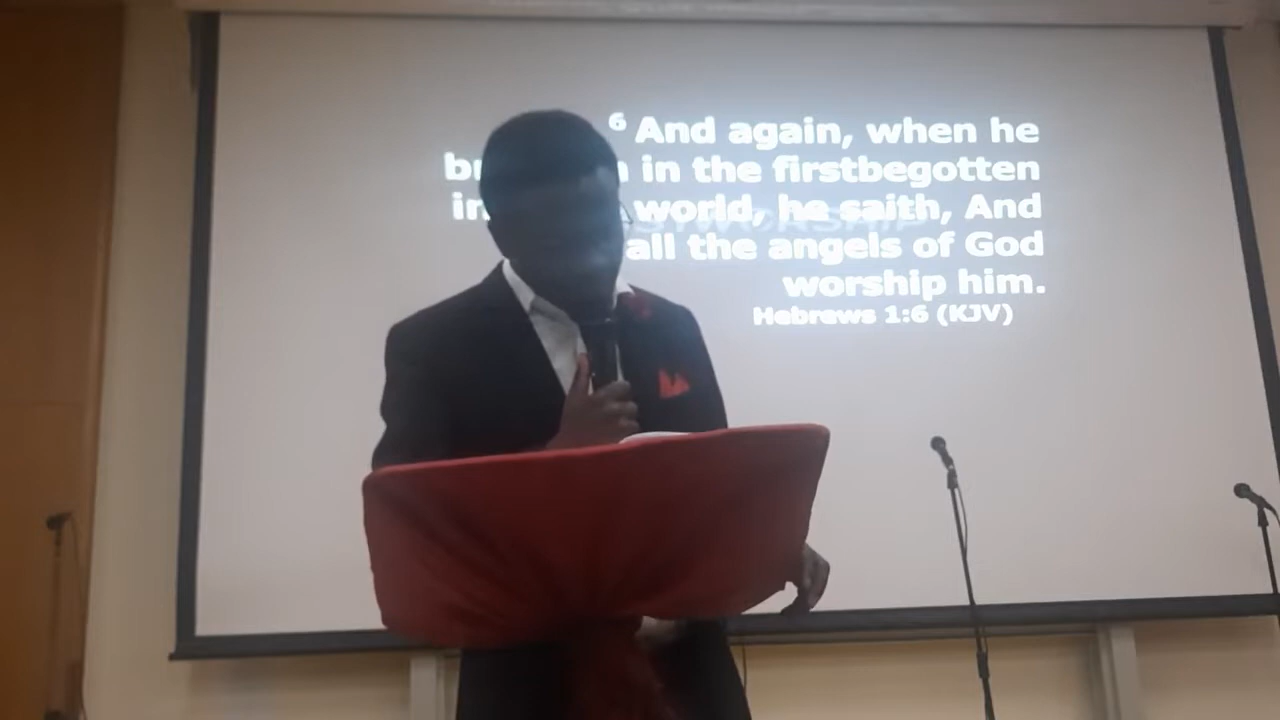 6 And again, when he
in the firstbegotten
world, he saith, And
all the angels of God
worship him.
Hebrews 1:6 (KJV)